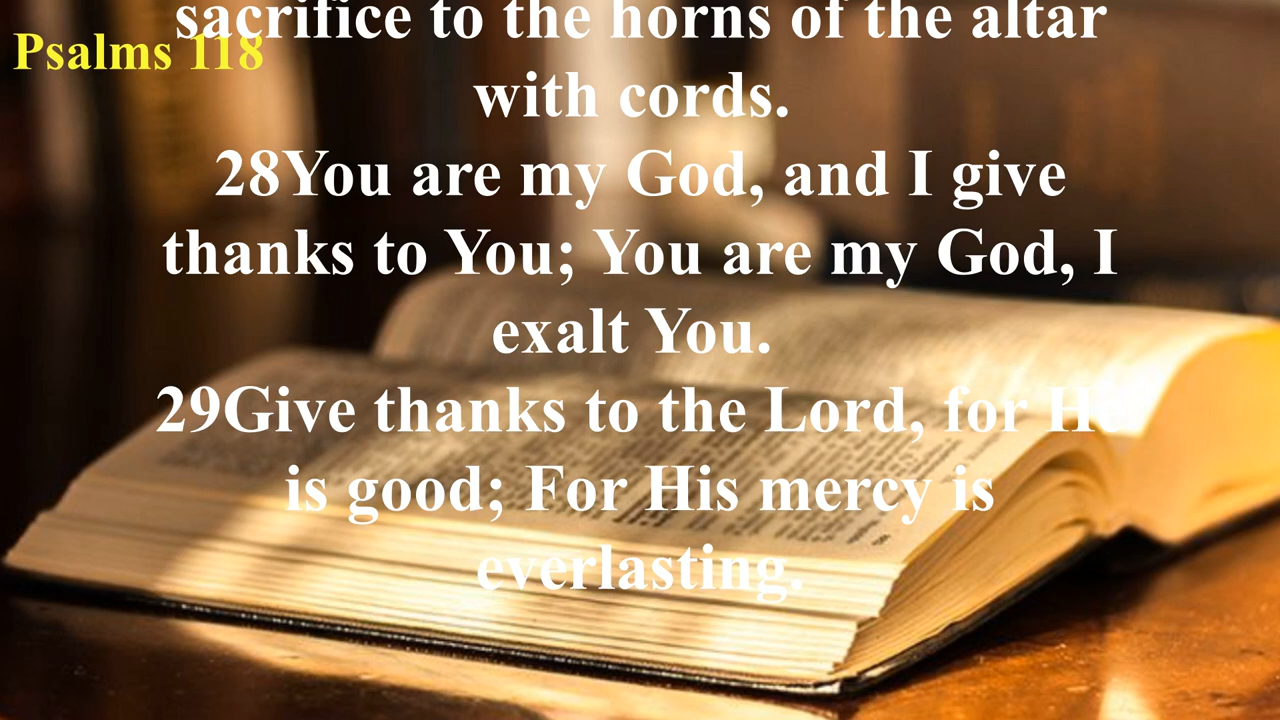 Psalms 118
sacrifice to the horns of the altar
with cords.
28You are my God, and I give
thanks to You; You are my God, I
exalt You.
29Give thanks to the Lord, for He
is good; For His mercy is
everlasting.